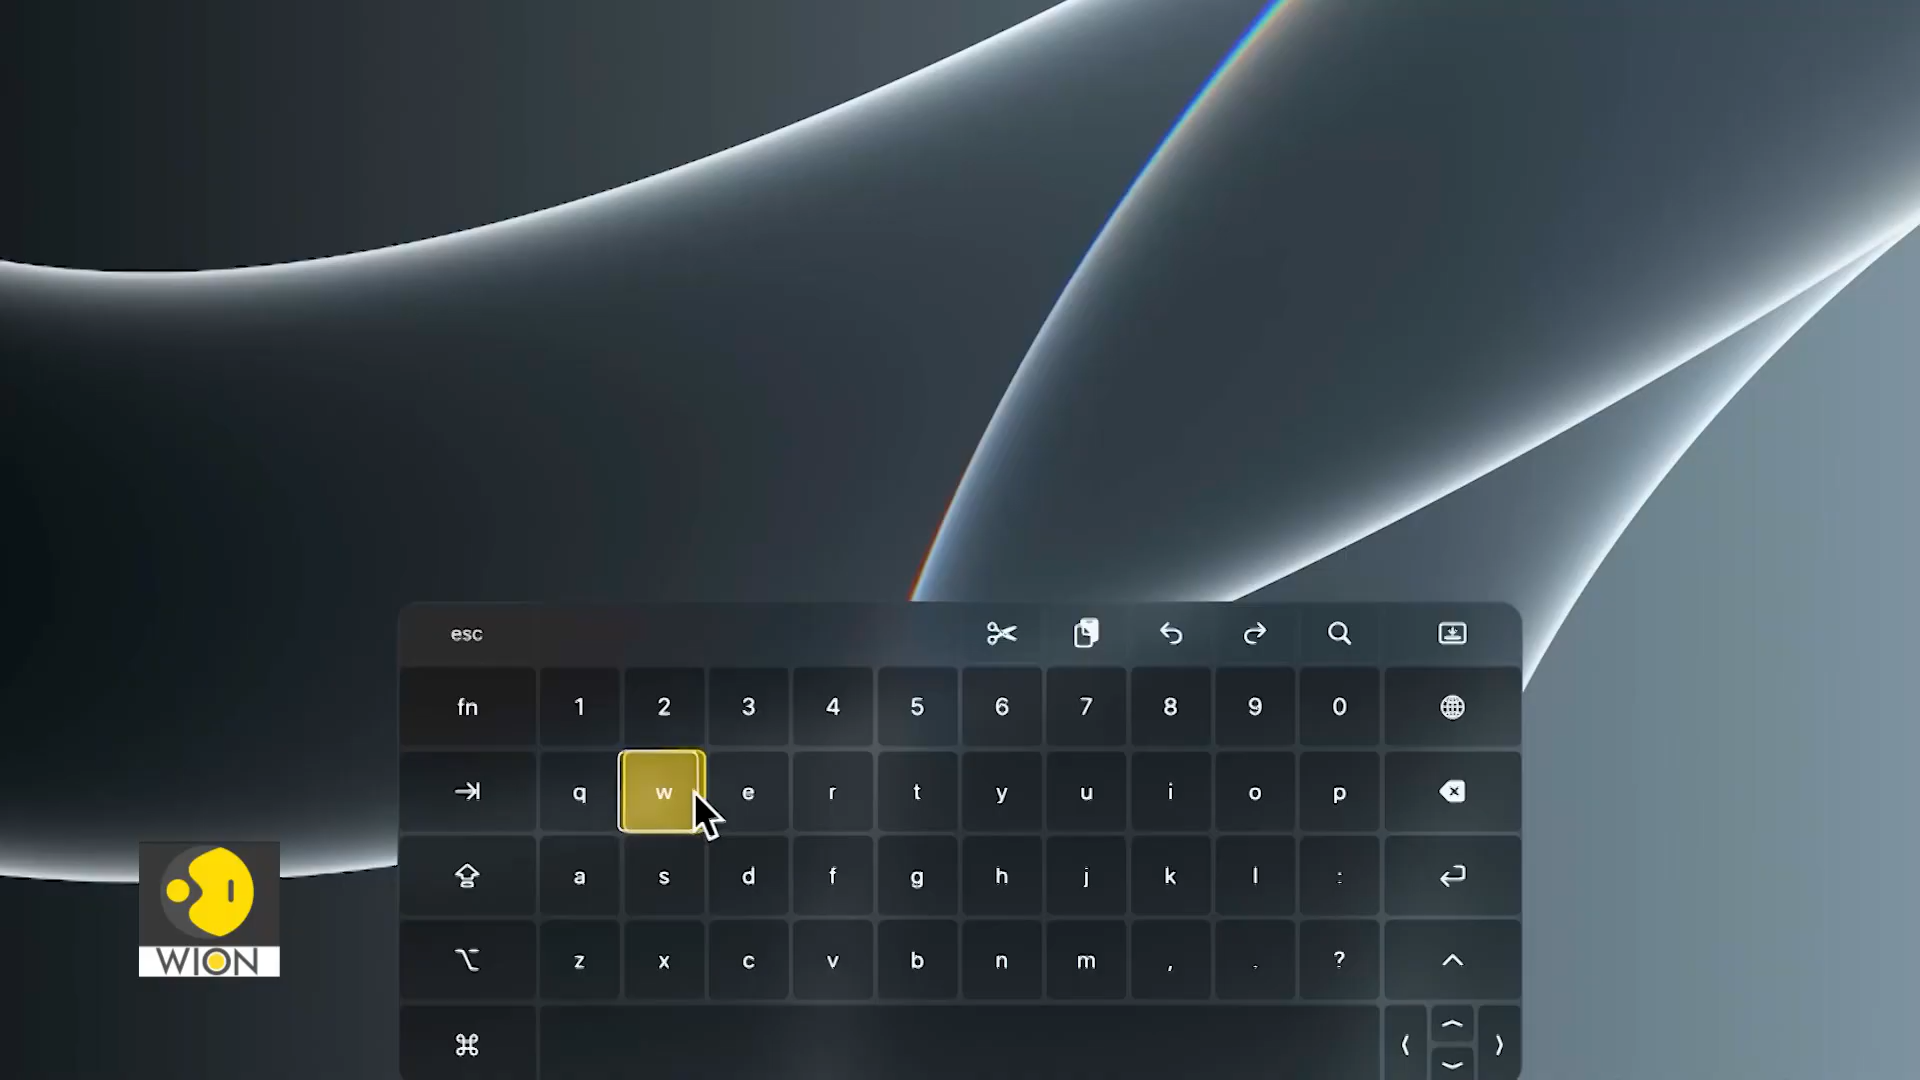 esc
fn 1 2 3 4 5 6 7 8 9 0
q w e r t y u i o p
a s d f g h j k l :
z x c v b n m , . ?
WION